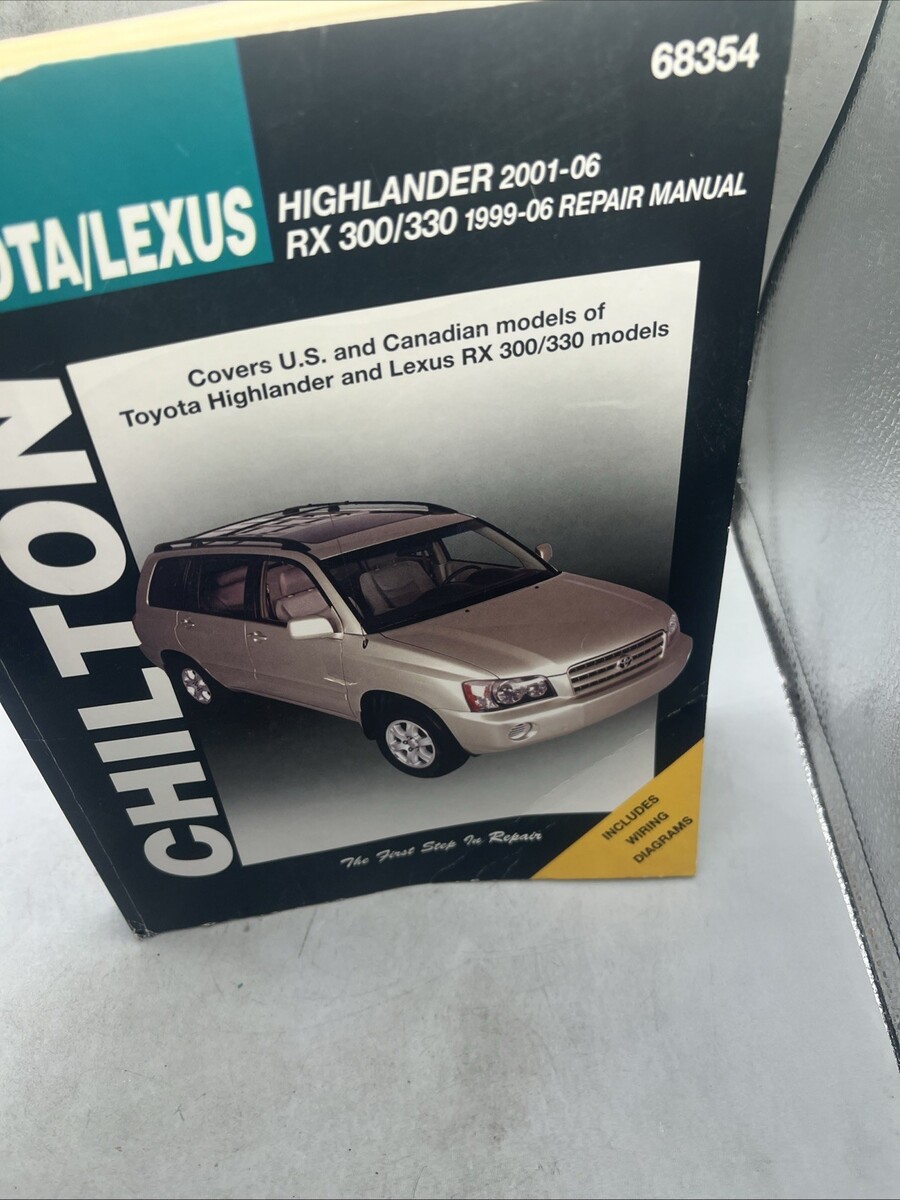 68354
OTA/LEXUS
HIGHLANDER 2001-06
RX 300/330 1999-06 REPAIR MANUAL
Covers U.S. and Canadian models of
Toyota Highlander and Lexus RX 300/330 models
CHILTON
The First Step In Repair
INCLUDES
WIRING
DIAGRAMS